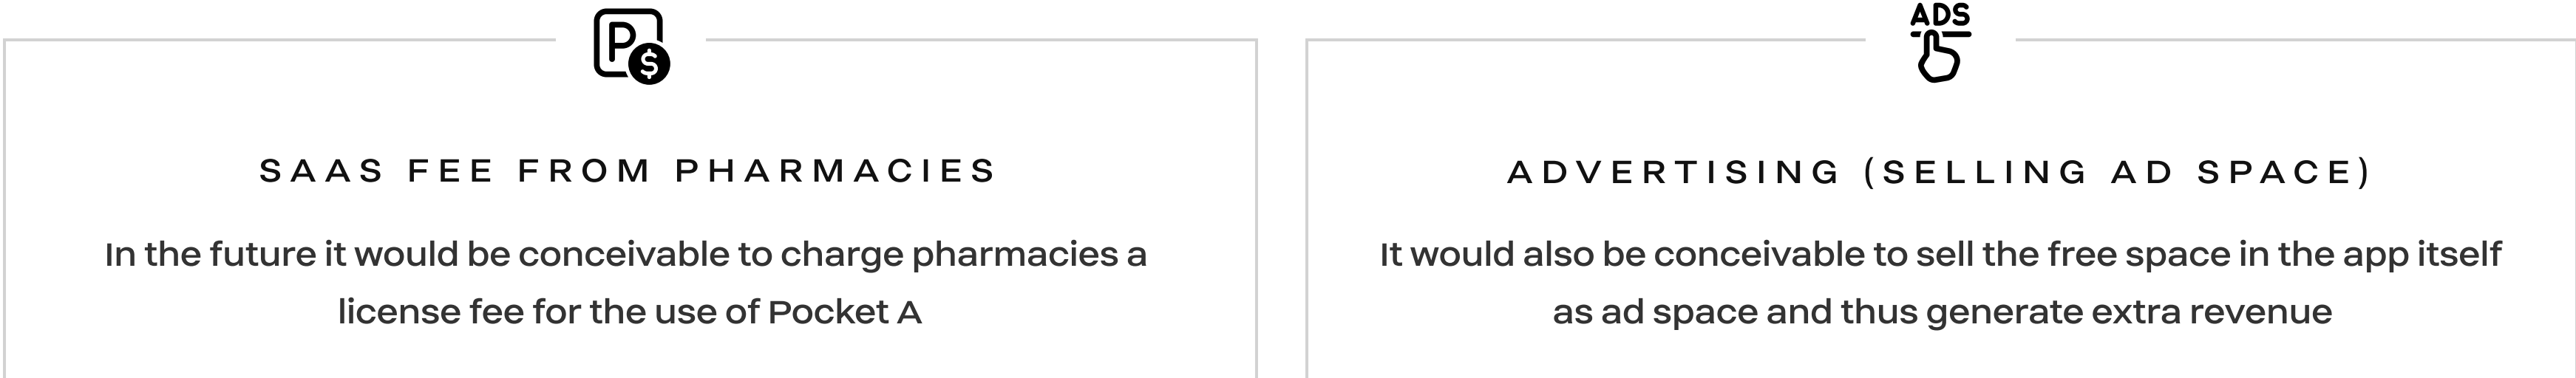 P $
SAAS FEE FROM PHARMACIES
In the future it would be conceivable to charge pharmacies a
license fee for the use of Pocket A
ADS
ADVERTISING (SELLING AD SPACE)
It would also be conceivable to sell the free space in the app itself
as ad space and thus generate extra revenue